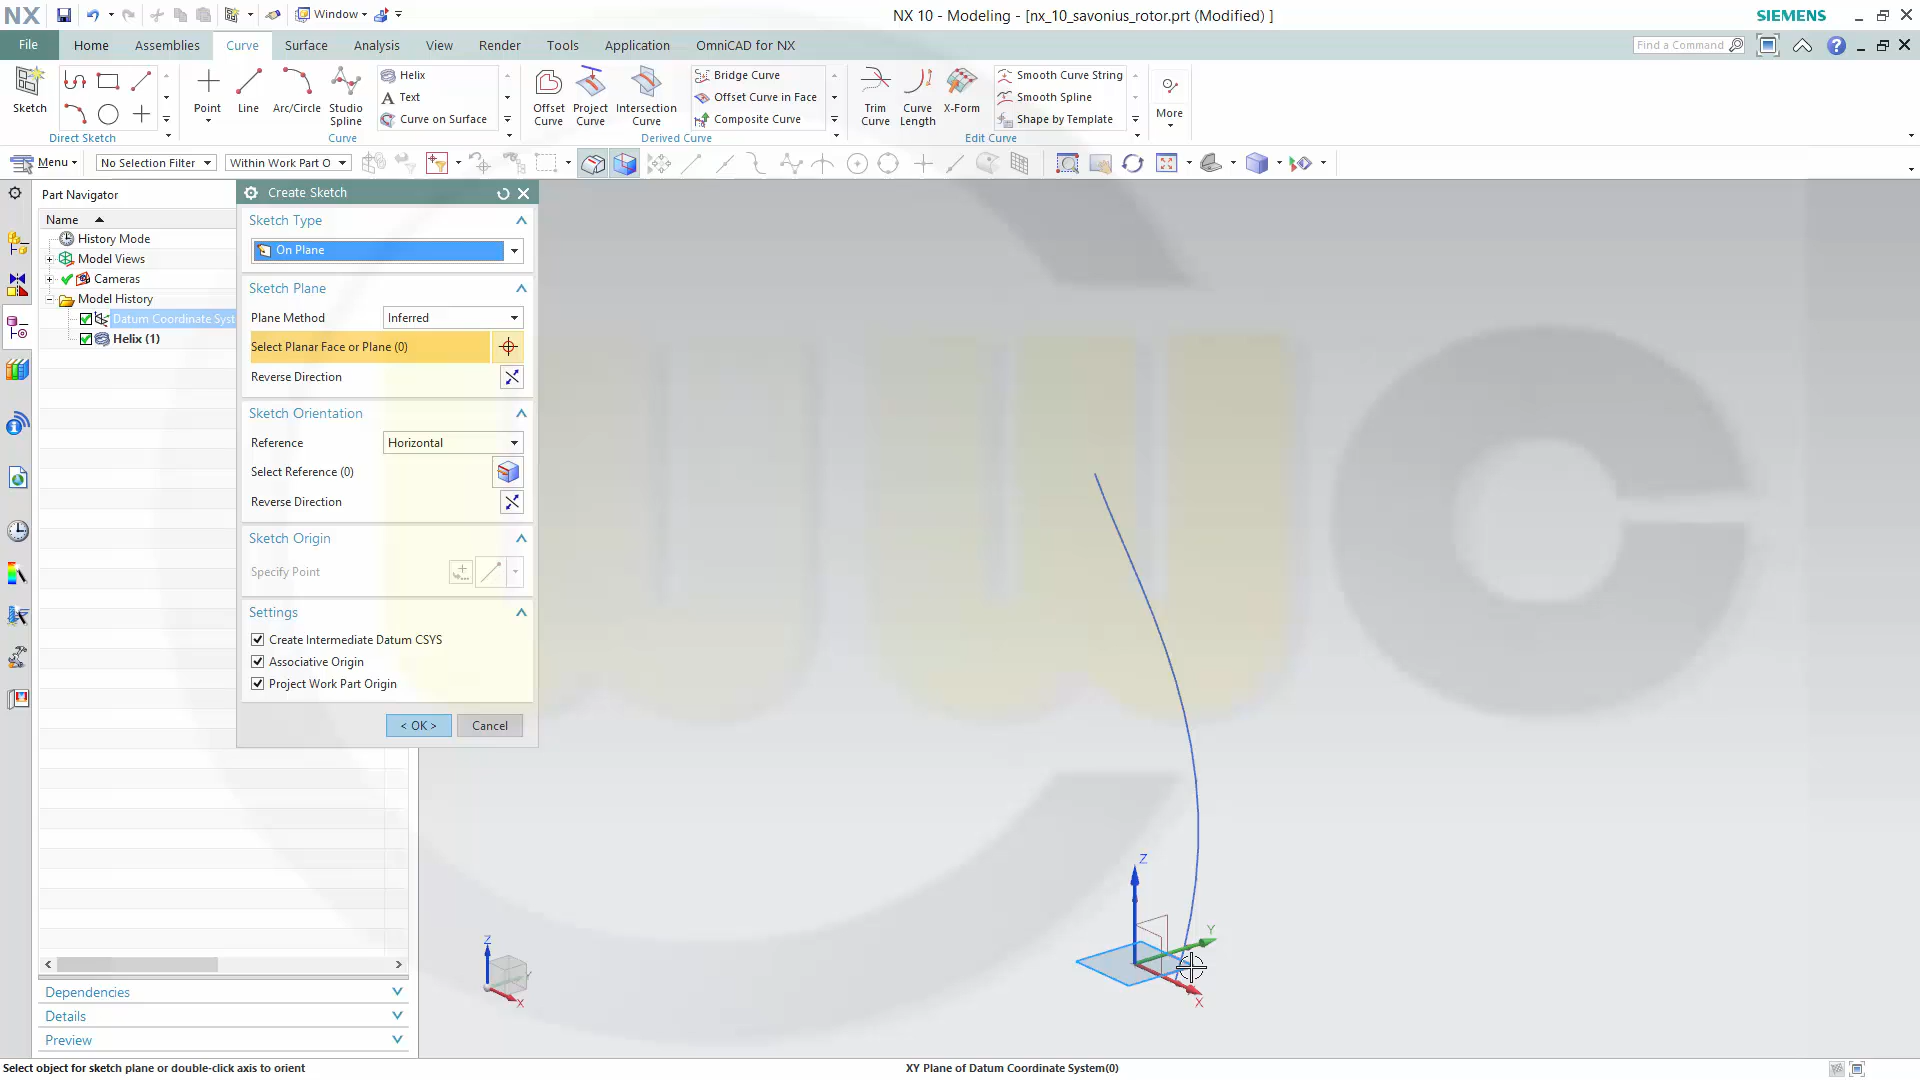 NX
Window
NX 10 - Modeling - [nx_10_savonius_rotor.prt (Modified) ]
SIEMENS
File
Home
Assemblies
Curve
Surface
Analysis
View
Render
Tools
Application
OmniCAD for NX
Find a Command
Sketch
Direct Sketch
Point
Line
Arc/Circle
Studio Spline
Helix
Text
Curve on Surface
Curve
Offset Curve
Project Curve
Intersection Curve
Bridge Curve
Offset Curve in Face
Composite Curve
Derived Curve
Trim Curve
Curve Length
X-Form
Smooth Curve String
Smooth Spline
Shape by Template
Edit Curve
More
Menu
No Selection Filter
Within Work Part O
Part Navigator
Name
History Mode
Model Views
Cameras
Model History
Datum Coordinate Syst
Helix (1)
Create Sketch
Sketch Type
On Plane
Sketch Plane
Plane Method
Inferred
Select Planar Face or Plane (0)
Reverse Direction
Sketch Orientation
Reference
Horizontal
Select Reference (0)
Reverse Direction
Sketch Origin
Specify Point
Settings
Create Intermediate Datum CSYS
Associative Origin
Project Work Part Origin
< OK >
Cancel
Z
Y
X
Z
Y
X
Dependencies
Details
Preview
Select object for sketch plane or double-click axis to orient
XY Plane of Datum Coordinate System(0)